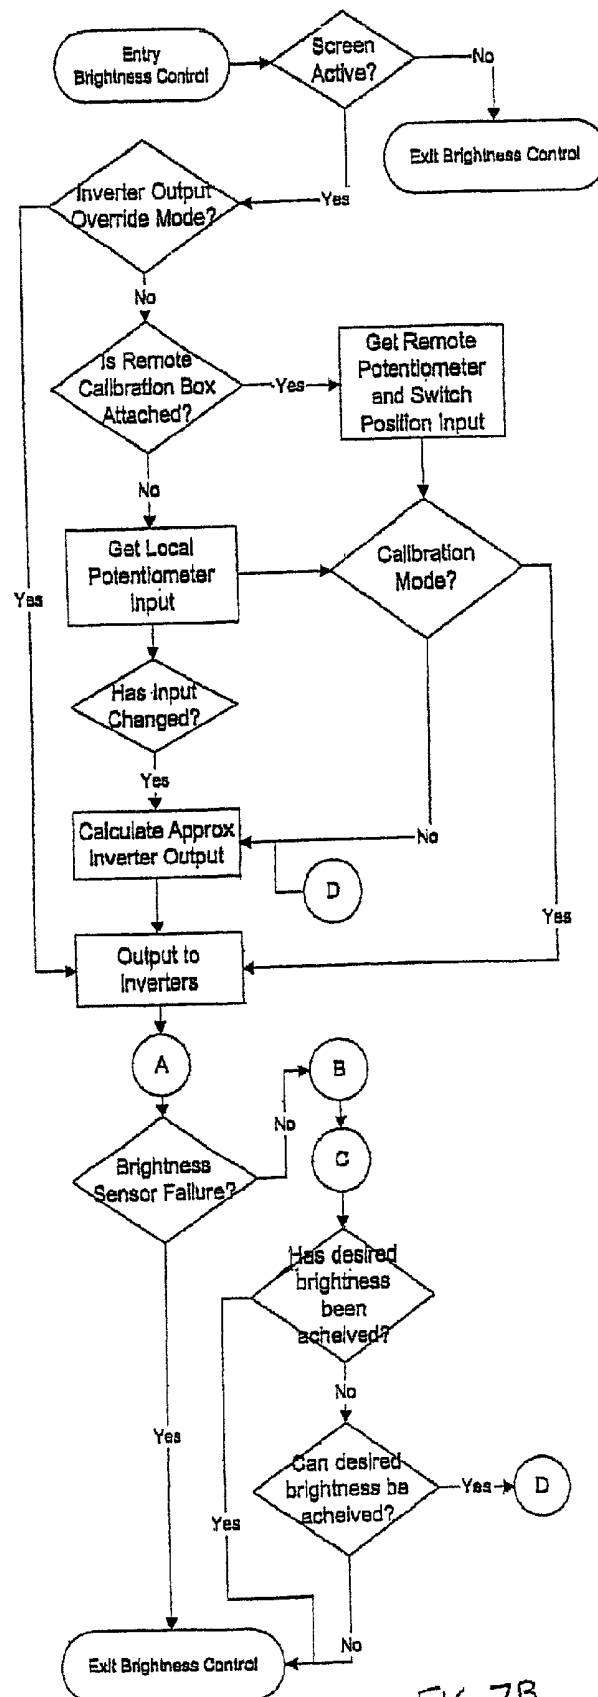 Entry
Brightness Control
Screen
Active?
No
Exit Brightness Control
Yes
Inverter Output
Override Mode?
No
Is Remote
Calibration Box
Attached?
Yes
Get Remote
Potentiometer
and Switch
Position Input
No
Get Local
Potentiometer
Input
Calibration
Mode?
Yes
Has Input
Changed?
Yes
Calculate Approx
Inverter Output
No
D
Yes
Output to
Inverters
A
B
No
C
Brightness
Sensor Failure?
Has desired
brightness
been
acheived?
No
Yes
Can desired
brightness be
acheived?
Yes
D
Yes
No
Exit Brightness Control
FIG. 7B